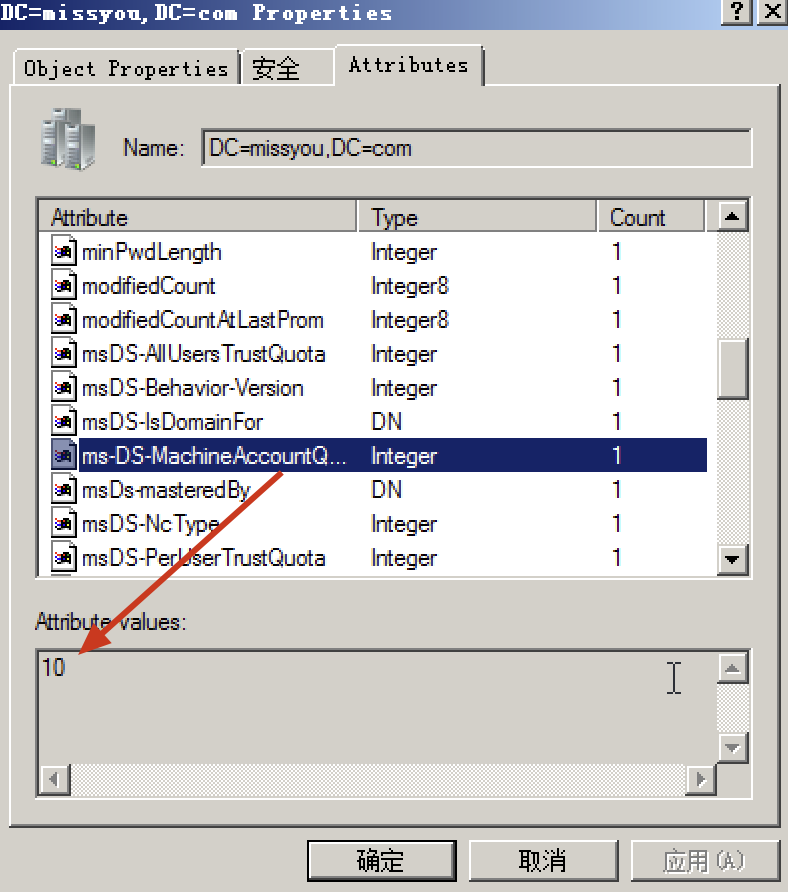 DC=missyou,DC=com Properties
Object Properties 安全 Attributes
Name: DC=missyou,DC=com
Attribute Type Count
minPwdLength Integer 1
modifiedCount Integer8 1
modifiedCountAtLastProm Integer8 1
msDS-AllUsersTrustQuota Integer 1
msDS-Behavior-Version Integer 1
msDS-IsDomainFor DN 1
ms-DS-MachineAccountQ... Integer 1
msDs-masteredBy DN 1
msDS-NcType Integer 1
msDS-PerUserTrustQuota Integer 1
Attribute values:
10
确定 取消 应用(A)